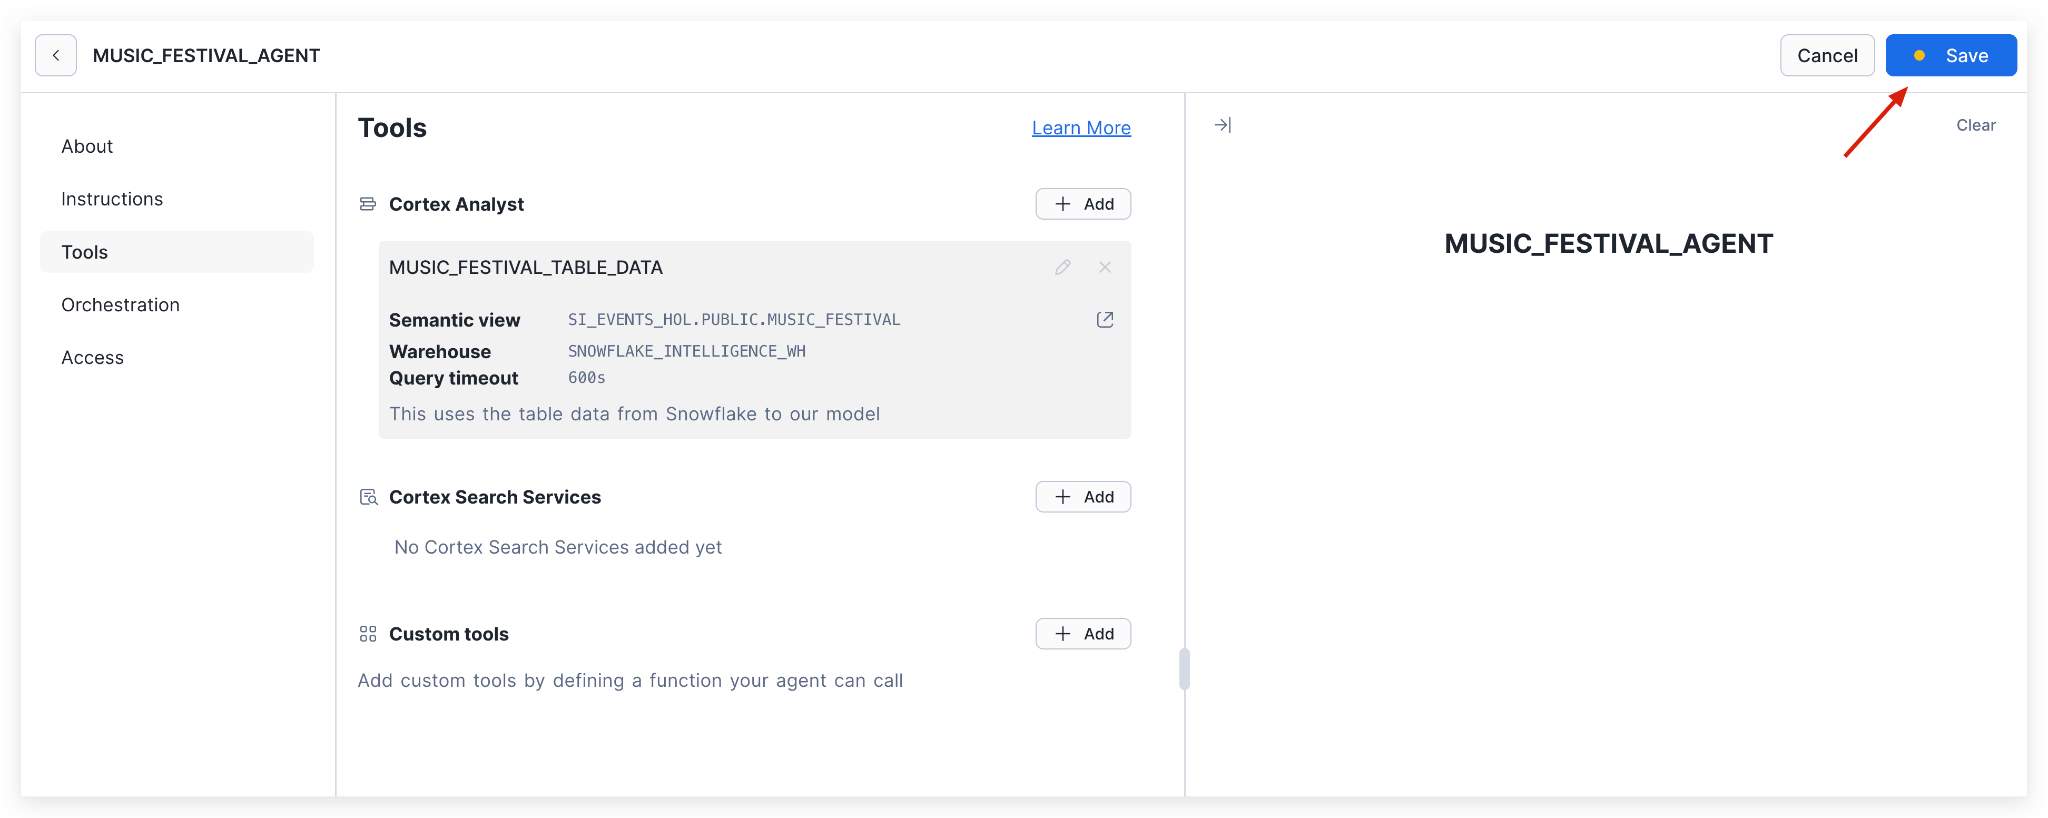 MUSIC_FESTIVAL_AGENT
Cancel
Save
About
Instructions
Tools
Orchestration
Access
Tools
Learn More
Cortex Analyst
Add
MUSIC_FESTIVAL_TABLE_DATA
Semantic view SI_EVENTS_HOL.PUBLIC.MUSIC_FESTIVAL
Warehouse SNOWFLAKE_INTELLIGENCE_WH
Query timeout 600s
This uses the table data from Snowflake to our model
Cortex Search Services
Add
No Cortex Search Services added yet
Custom tools
Add
Add custom tools by defining a function your agent can call
Clear
MUSIC_FESTIVAL_AGENT